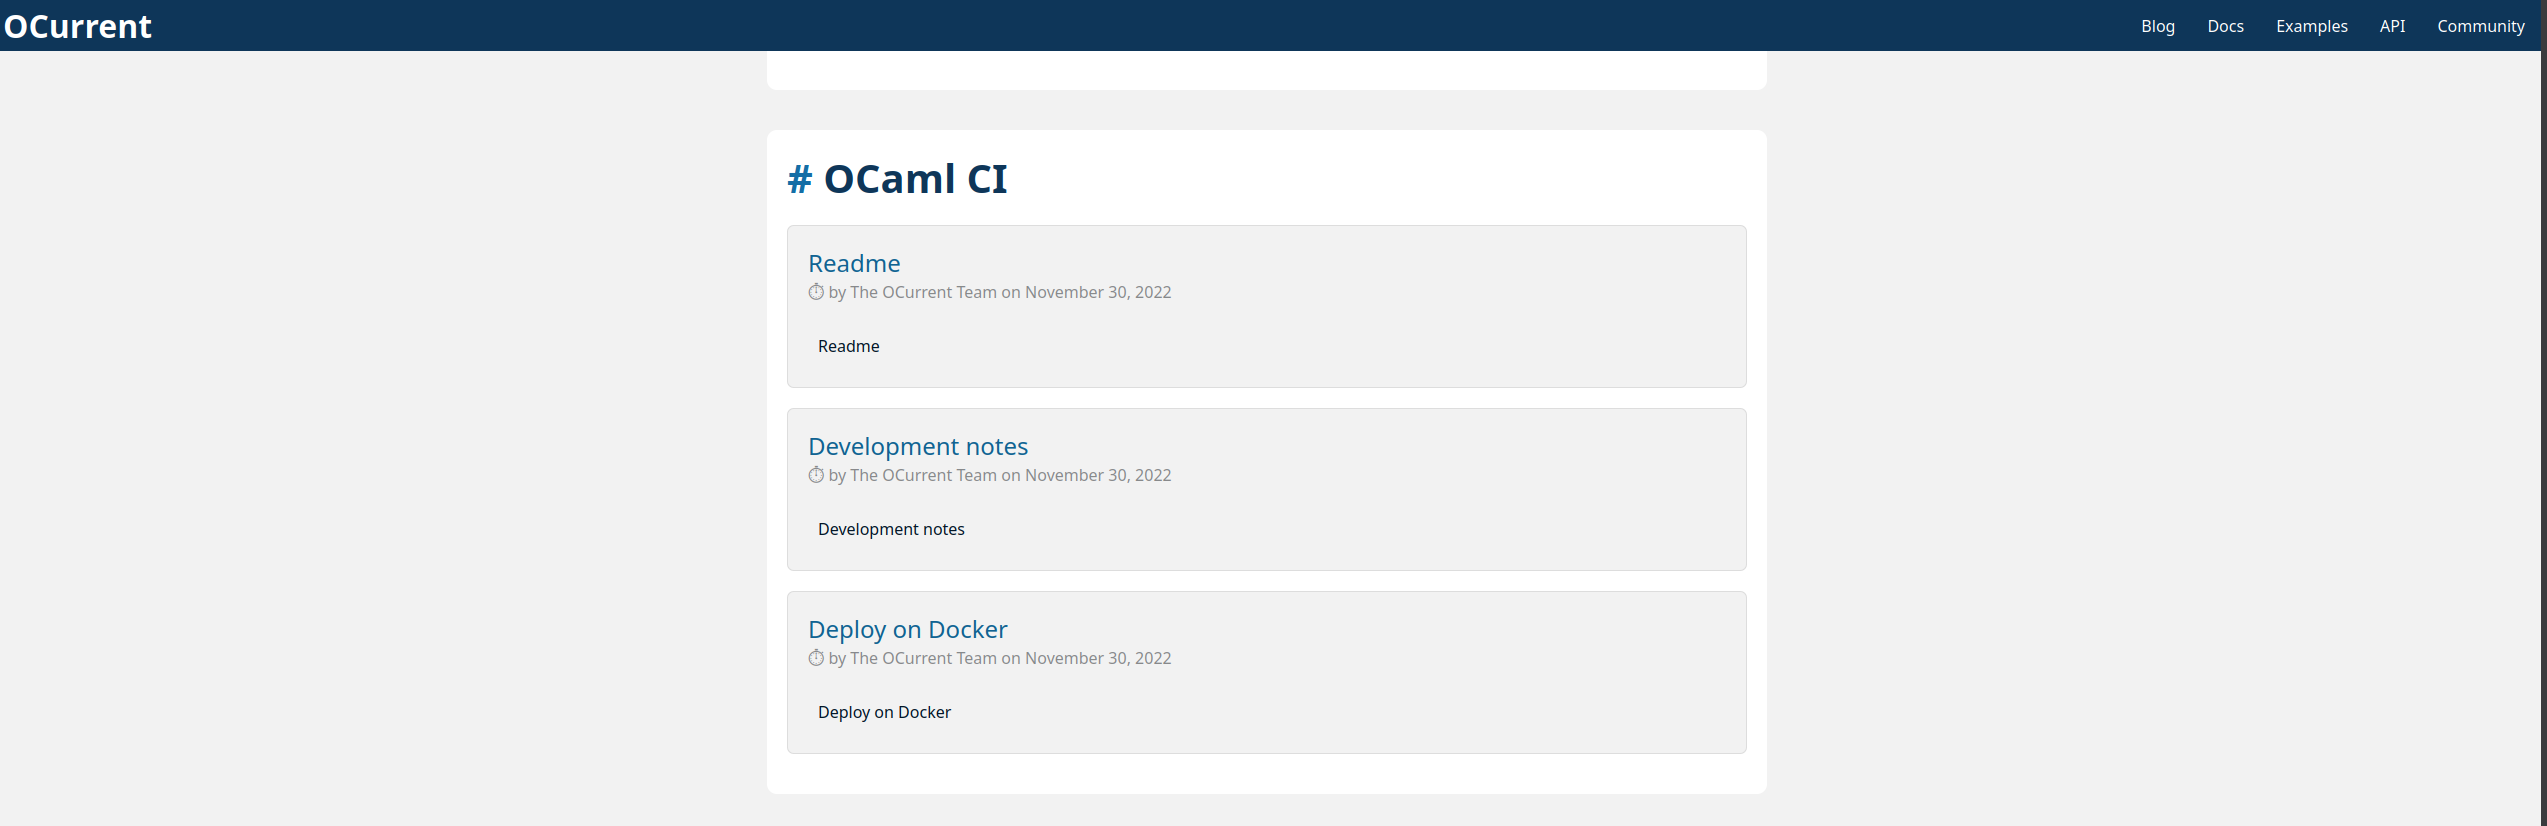 OCurrent
Blog Docs Examples API Community
# OCaml CI
Readme
⏱ by The OCurrent Team on November 30, 2022
Readme
Development notes
⏱ by The OCurrent Team on November 30, 2022
Development notes
Deploy on Docker
⏱ by The OCurrent Team on November 30, 2022
Deploy on Docker